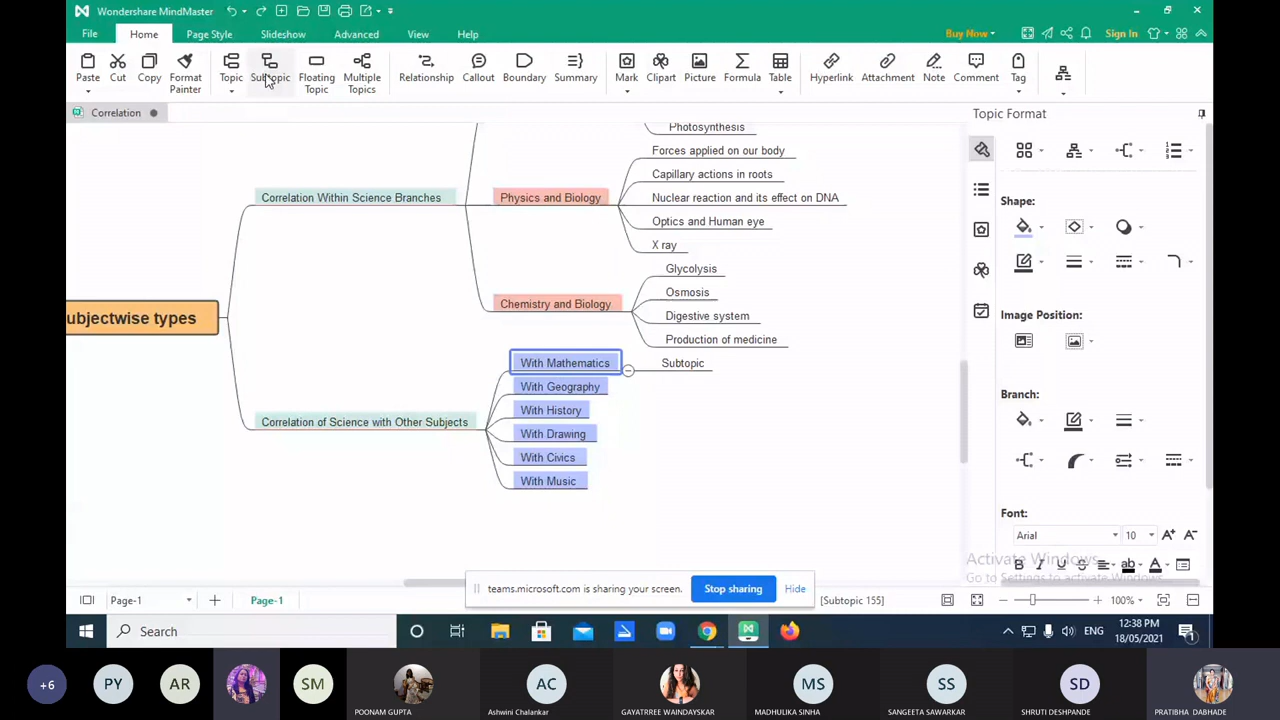 Wondershare MindMaster
File Home Page Style Slideshow Advanced View Help Buy Now Sign In
Paste Cut Copy Format Painter Topic Subtopic Floating Topic Multiple Topics Relationship Callout Boundary Summary Mark Clipart Picture Formula Table Hyperlink Attachment Note Comment Tag
Correlation
Topic Format
Photosynthesis
Forces applied on our body
Capillary actions in roots
Correlation Within Science Branches
Physics and Biology
Nuclear reaction and its effect on DNA
Optics and Human eye
X ray
Glycolysis
Osmosis
Chemistry and Biology
Digestive system
Production of medicine
ubjectwise types
With Mathematics
Subtopic
With Geography
With History
Correlation of Science with Other Subjects
With Drawing
With Civics
With Music
Shape:
Image Position:
Branch:
Font:
Arial 10 A+ A-
B I U S ab A
Activate Windows
Go to Settings to activate Windows.
teams.microsoft.com is sharing your screen. Stop sharing Hide
Page-1 Page-1 [Subtopic 155] 100%
Search
ENG
12:38 PM
18/05/2021
1
+6 PY AR SM AC MS SS SD
POONAM GUPTA Ashwini Chalankar GAYATRREE WAINDAYSKAR MADHULIKA SINHA SANGEETA SAWARKAR SHRUTI DESHPANDE PRATIBHA DABHADE